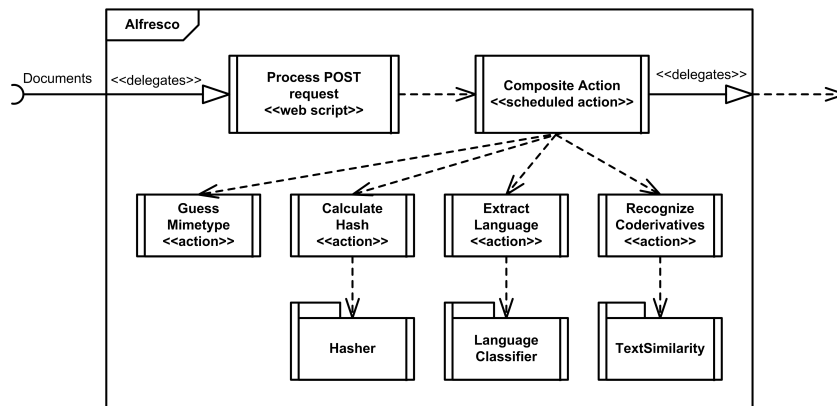 Alfresco
Documents
<<delegates>>
Process POST
request
<<web script>>
Composite Action
<<scheduled action>>
<<delegates>>
Guess
Mimetype
<<action>>
Calculate
Hash
<<action>>
Extract
Language
<<action>>
Recognize
Coderivatives
<<action>>
Hasher
Language
Classifier
TextSimilarity